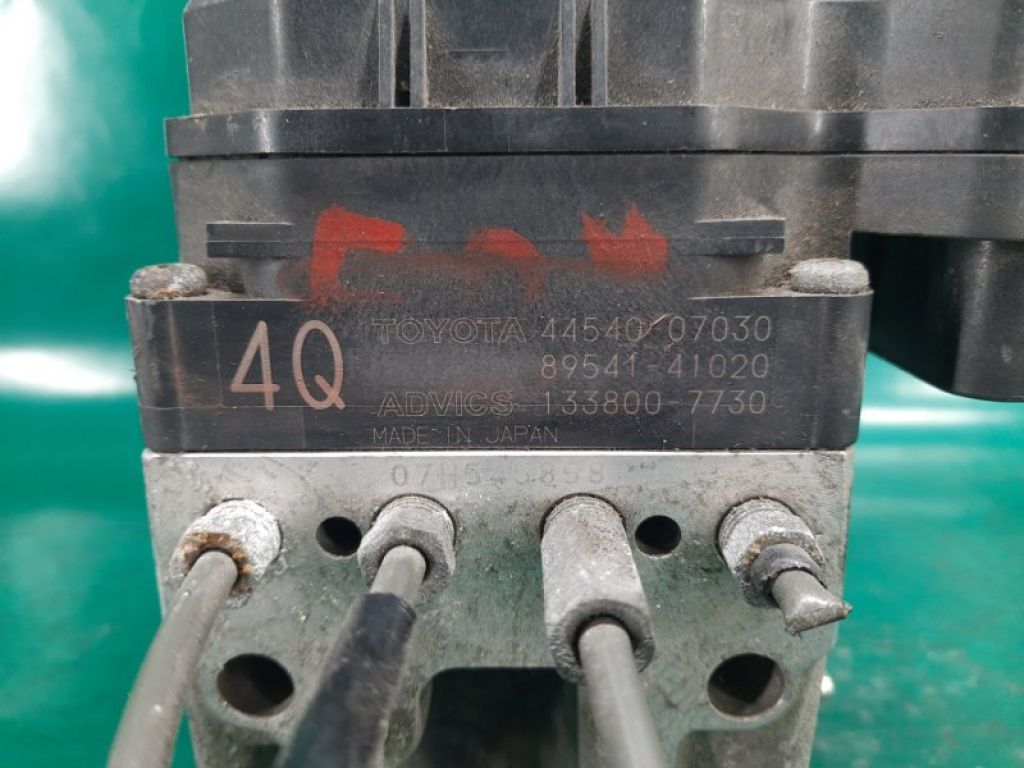 4Q
TOYOTA 44540-07030
89541-41020
ADVICS 133800-7730
MADE IN JAPAN